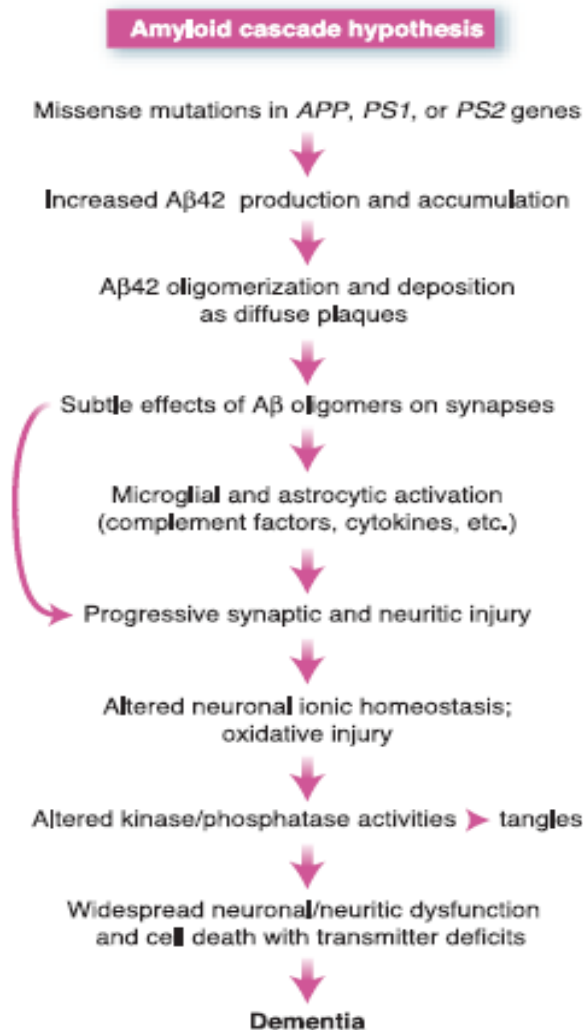 Amyloid cascade hypothesis
Missense mutations in APP, PS1, or PS2 genes
Increased Aβ42 production and accumulation
Aβ42 oligomerization and deposition
as diffuse plaques
Subtle effects of Aβ oligomers on synapses
Microglial and astrocytic activation
(complement factors, cytokines, etc.)
Progressive synaptic and neuritic injury
Altered neuronal ionic homeostasis;
oxidative injury
Altered kinase/phosphatase activities ➤ tangles
Widespread neuronal/neuritic dysfunction
and cell death with transmitter deficits
Dementia